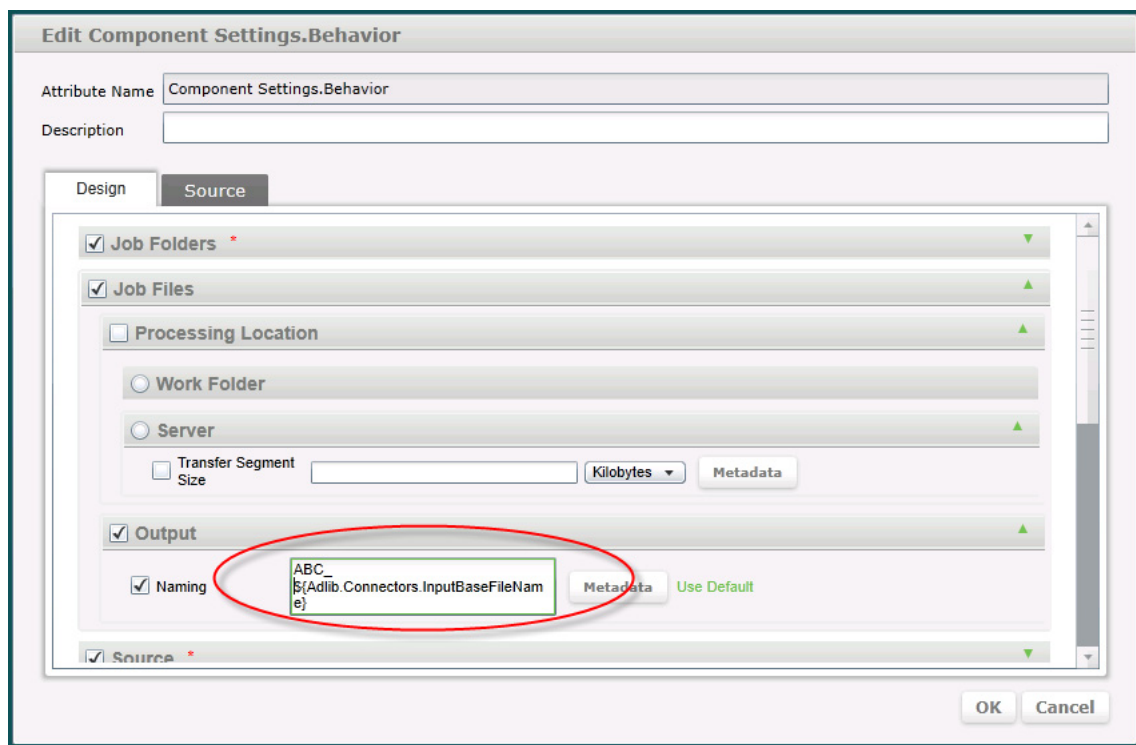 Edit Component Settings.Behavior
Attribute Name Component Settings.Behavior
Description
Design Source
Job Folders *
Job Files
Processing Location
Work Folder
Server
Transfer Segment
Size
Kilobytes Metadata
Output
Naming
ABC_
${Adlib.Connectors.InputBaseFileNam
e}
Metadata Use Default
Source *
OK Cancel